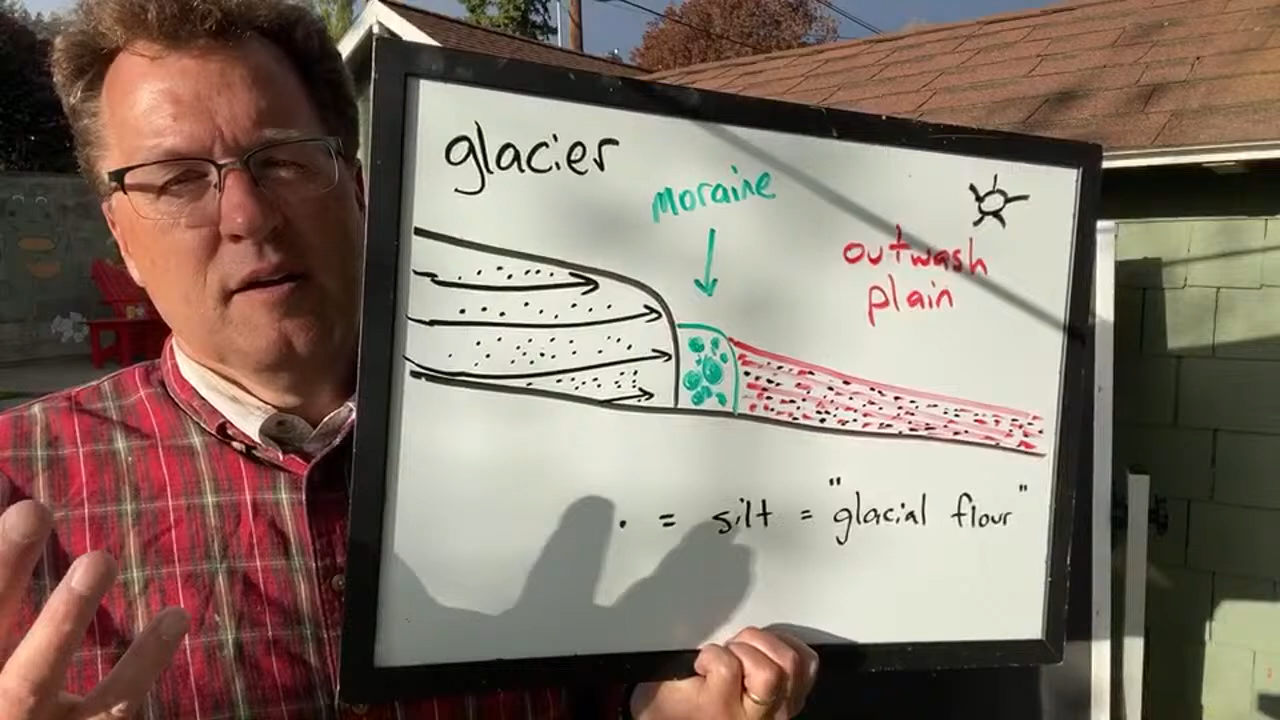 glacier
moraine
outwash
plain
. = silt = "glacial flour"